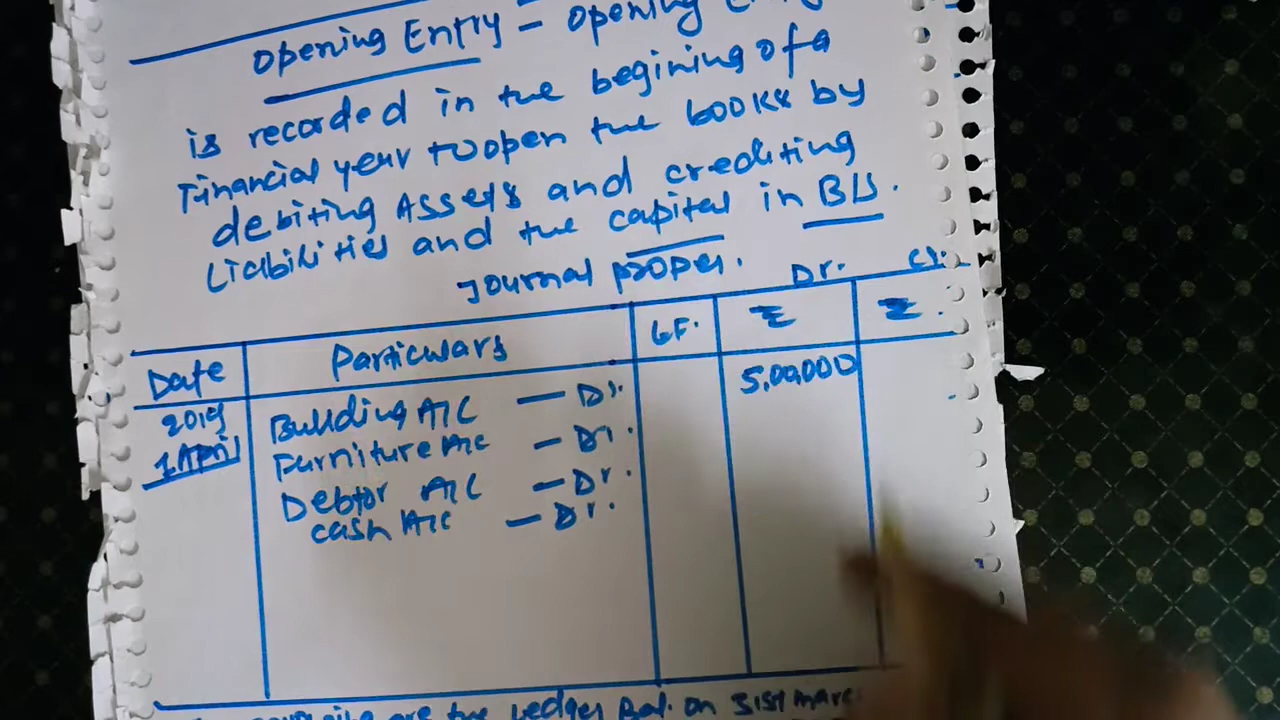 Opening Entry = Opening Entry
is recorded in the begining of a
Financial year to open the books by
debiting Assets and crediting
Liabilities and the capital in B/S.
Journal proper. Dr. Cr.
Date Particulars L.F. ₹ ₹.
2019 Building A/C — Dr. 5,00,000
1 April Furniture A/c — Dr.
Debtor A/C — Dr.
cash A/c — Dr.
are the Ledger Bal. on 31st